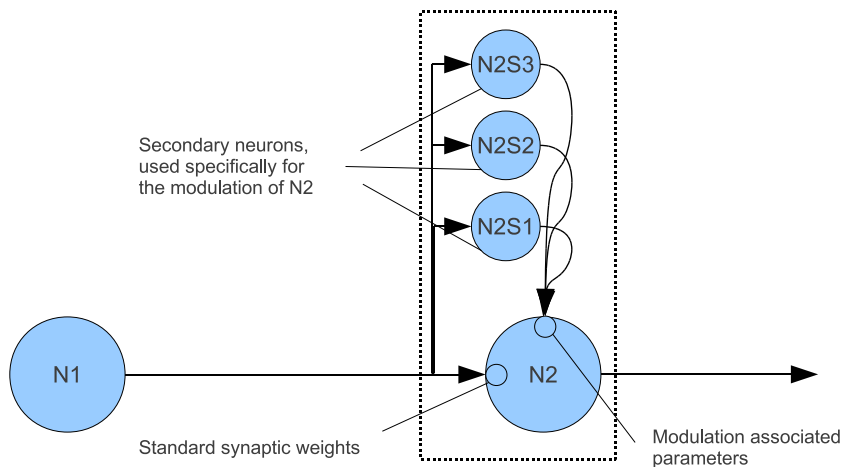 N2S3
N2S2
N2S1
Secondary neurons,
used specifically for
the modulation of N2
N1
N2
Standard synaptic weights
Modulation associated
parameters